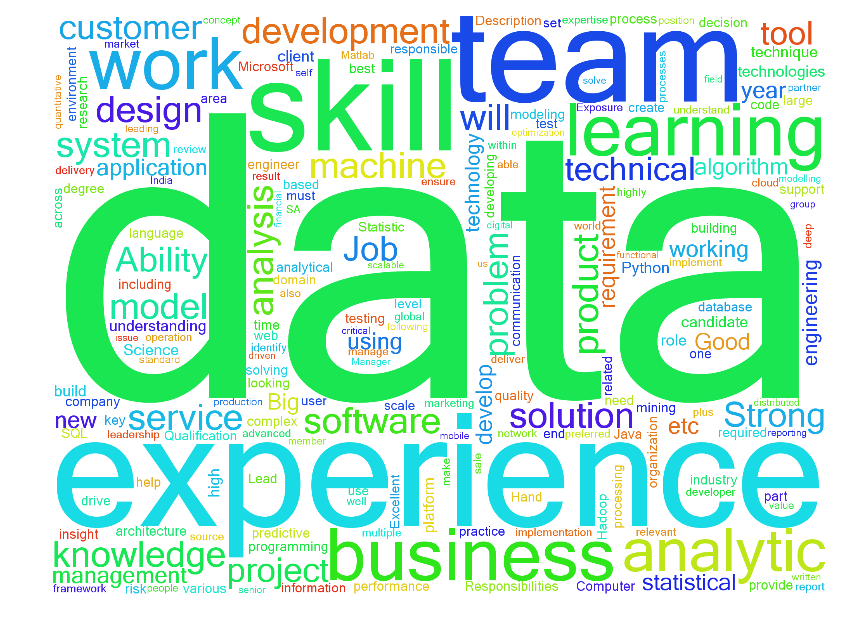 customer
concept
market
development
Description
set
expertise
process
position
decision
tool
client
Matlab
responsible
team
technique
work
Microsoft
self
best
skill
solve
processes
field
partner
technologies
environment
research
quantitative
leading
design
area
year
code
large
will
modeling
test
Exposure
create
understand
optimization
learning
system
review
delivery
India
application
engineer
result
machine
ensure
technology
within
able
developing
technical
algorithm
cloud
modelling
support
group
degree
across
based
must
financial
SA
analysis
data
Statistic
digital
world
highly
deep
language
Ability
including
model
understanding
issue
operation
Science
standard
analytical
domain
also
Job
scalable
level
global
testing
following
time
web
identify
driven
critical
using
manage
Manager
us
problem
communication
deliver
product
requirement
functional
building
working
Python
implement
engineering
database
candidate
role
Good
one
solving
looking
build
company
production
Big
user
scale
marketing
develop
quality
related
need
mining
plus
distributed
new
key
service
complex
software
solution
etc
Strong
SQL
leadership
Qualification
advanced
member
mobile
network
end
preferred
Java
organization
required
reporting
experience
drive
help
high
Lead
use
well
Excellent
make
sale
platform
Hand
processing
industry
developer
part
value
insight
architecture
source
predictive
multiple
practice
implementation
Hadoop
relevant
knowledge
programming
business
analytic
management
project
framework
risk
people
various
senior
information
performance
Responsibilities
Computer
statistical
provide
written
report